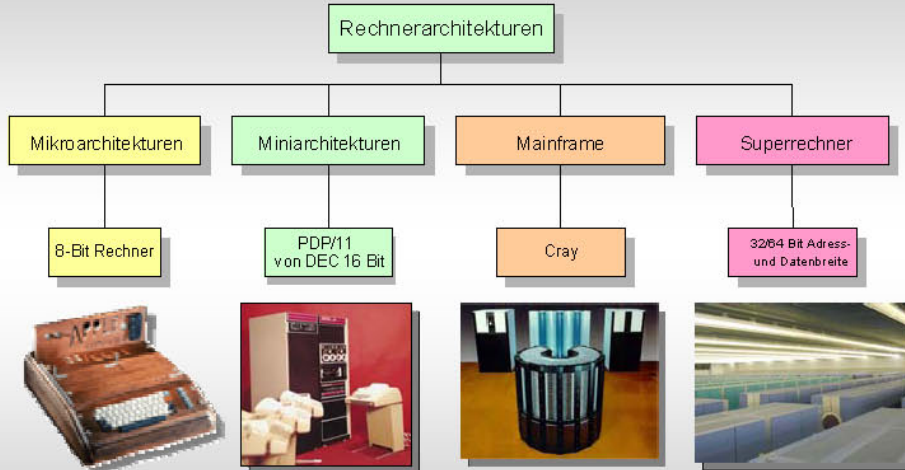 Rechnerarchitekturen
Mikroarchitekturen
Miniarchitekturen
Mainframe
Superrechner
8-Bit Rechner
PDP/11
von DEC 16 Bit
Cray
32/64 Bit Adress-
und Datenbreite
APPLE